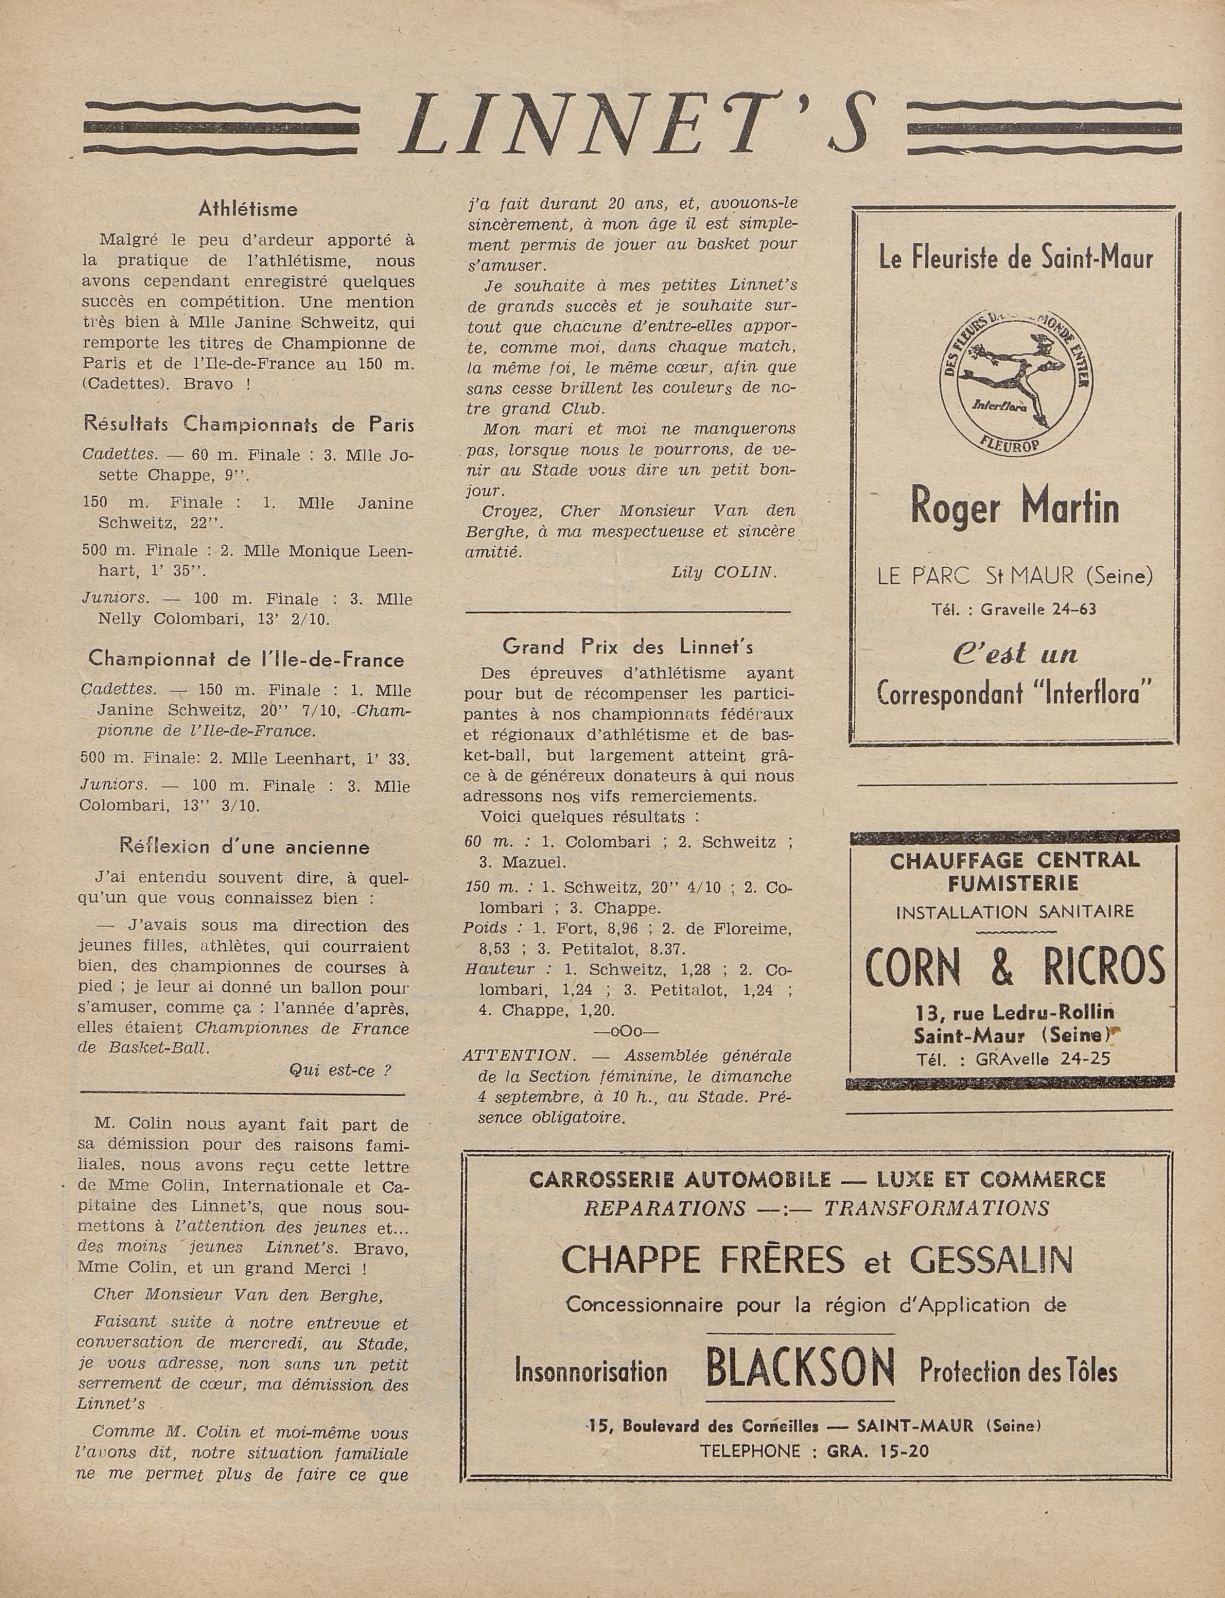 LINNET'S
Athlétisme
Malgré le peu d'ardeur apporté à
la pratique de l'athlétisme, nous
avons cependant enregistré quelques
succès en compétition. Une mention
très bien à Mlle Janine Schweitz, qui
remporte les titres de Championne de
Paris et de l'Ile-de-France au 150 m.
(Cadettes). Bravo !
Résultats Championnats de Paris
Cadettes. — 60 m. Finale : 3. Mlle Jo-
sette Chappe, 9''.
150 m. Finale : 1. Mlle Janine
Schweitz, 22''.
500 m. Finale : 2. Mlle Monique Leen-
hart, 1' 35''.
Juniors. — 100 m. Finale : 3. Mlle
Nelly Colombari, 13' 2/10.
Championnat de l'Ile-de-France
Cadettes. — 150 m. Finale : 1. Mlle
Janine Schweitz, 20'' 7/10, Cham-
pionne de l'Ile-de-France.
500 m. Finale: 2. Mlle Leenhart, 1' 33.
Juniors. — 100 m. Finale : 3. Mlle
Colombari, 13'' 3/10.
Réflexion d'une ancienne
J'ai entendu souvent dire, à quel-
qu'un que vous connaissez bien :
— J'avais sous ma direction des
jeunes filles, athlètes, qui courraient
bien, des championnes de courses à
pied ; je leur ai donné un ballon pour
s'amuser, comme ça : l'année d'après,
elles étaient Championnes de France
de Basket-Ball.
Qui est-ce ?
M. Colin nous ayant fait part de
sa démission pour des raisons fami-
liales, nous avons reçu cette lettre
de Mme Colin, Internationale et Ca-
pitaine des Linnet's, que nous sou-
mettons à l'attention des jeunes et...
des moins jeunes Linnet's. Bravo,
Mme Colin, et un grand Merci !
Cher Monsieur Van den Berghe,
Faisant suite à notre entrevue et
conversation de mercredi, au Stade,
je vous adresse, non sans un petit
serrement de cœur, ma démission des
Linnet's
Comme M. Colin et moi-même vous
l'avons dit, notre situation familiale
ne me permet plus de faire ce que
j'a fait durant 20 ans, et, avouons-le
sincèrement, à mon âge il est simple-
ment permis de jouer au basket pour
s'amuser.
Je souhaite à mes petites Linnet's
de grands succès et je souhaite sur-
tout que chacune d'entre-elles appor-
te, comme moi, dans chaque match,
la même foi, le même cœur, afin que
sans cesse brillent les couleurs de no-
tre grand Club.
Mon mari et moi ne manquerons
pas, lorsque nous le pourrons, de ve-
nir au Stade vous dire un petit bon-
jour.
Croyez, Cher Monsieur Van den
Berghe, à ma mespectueuse et sincère
amitié.
Lily COLIN.
Grand Prix des Linnet's
Des épreuves d'athlétisme ayant
pour but de récompenser les partici-
pantes à nos championnats fédéraux
et régionaux d'athlétisme et de bas-
ket-ball, but largement atteint grâ-
ce à de généreux donateurs à qui nous
adressons nos vifs remerciements.
Voici quelques résultats :
60 m. : 1. Colombari ; 2. Schweitz ;
3. Mazuel.
150 m. : 1. Schweitz, 20'' 4/10 ; 2. Co-
lombari ; 3. Chappe.
Poids : 1. Fort, 8,96 ; 2. de Floreime,
8,53 ; 3. Petitalot, 8.37.
Hauteur : 1. Schweitz, 1,28 ; 2. Co-
lombari, 1,24 ; 3. Petitalot, 1,24 ;
4. Chappe, 1,20.
—oOo—
ATTENTION. — Assemblée générale
de la Section féminine, le dimanche
4 septembre, à 10 h., au Stade. Pré-
sence obligatoire.
Le Fleuriste de Saint-Maur
DES FLEURS MONDE ENTIER
Interflora
FLEUROP
Roger Martin
LE PARC St MAUR (Seine)
Tél. : Gravelle 24-63
C'est un
Correspondant "Interflora"
CHAUFFAGE CENTRAL
FUMISTERIE
INSTALLATION SANITAIRE
CORN & RICROS
13, rue Ledru-Rollin
Saint-Maur (Seine)
Tél. : GRAvelle 24-25
CARROSSERIE AUTOMOBILE — LUXE ET COMMERCE
REPARATIONS —:— TRANSFORMATIONS
CHAPPE FRÈRES et GESSALIN
Concessionnaire pour la région d'Application de
Insonnorisation BLACKSON Protection des Tôles
15, Boulevard des Corneilles — SAINT-MAUR (Seine)
TELEPHONE : GRA. 15-20